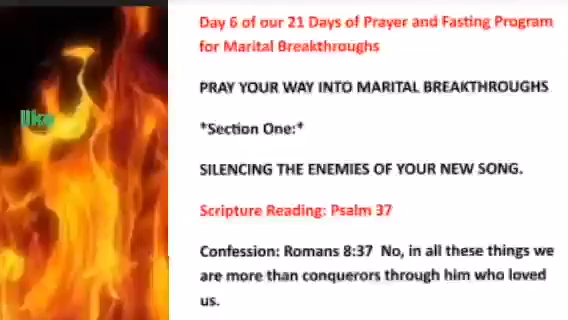 Day 6 of our 21 Days of Prayer and Fasting Program
for Marital Breakthroughs
PRAY YOUR WAY INTO MARITAL BREAKTHROUGHS
*Section One:*
SILENCING THE ENEMIES OF YOUR NEW SONG.
Scripture Reading: Psalm 37
Confession: Romans 8:37 No, in all these things we
are more than conquerors through him who loved
us.